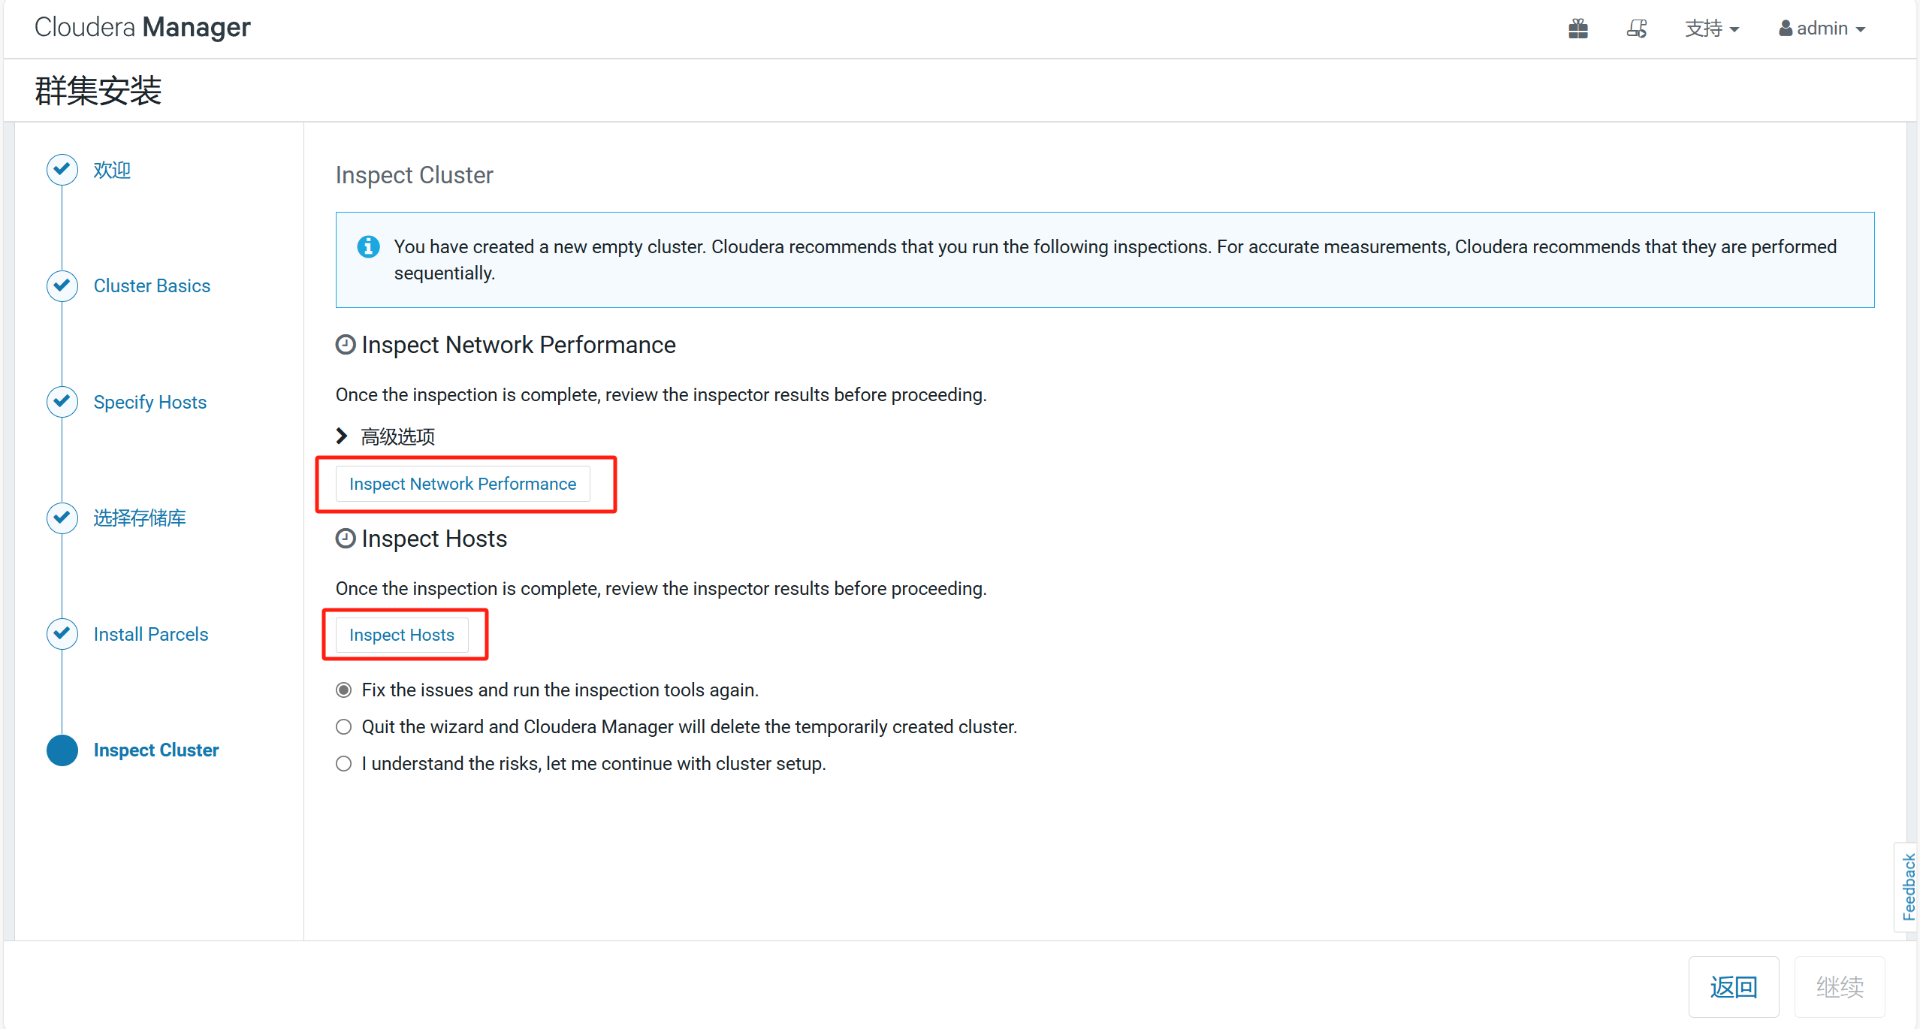 Cloudera Manager
支持
admin
群集安装
欢迎
Cluster Basics
Specify Hosts
选择存储库
Install Parcels
Inspect Cluster
Inspect Cluster
You have created a new empty cluster. Cloudera recommends that you run the following inspections. For accurate measurements, Cloudera recommends that they are performed
sequentially.
Inspect Network Performance
Once the inspection is complete, review the inspector results before proceeding.
高级选项
Inspect Network Performance
Inspect Hosts
Once the inspection is complete, review the inspector results before proceeding.
Inspect Hosts
Fix the issues and run the inspection tools again.
Quit the wizard and Cloudera Manager will delete the temporarily created cluster.
I understand the risks, let me continue with cluster setup.
Feedback
返回
继续